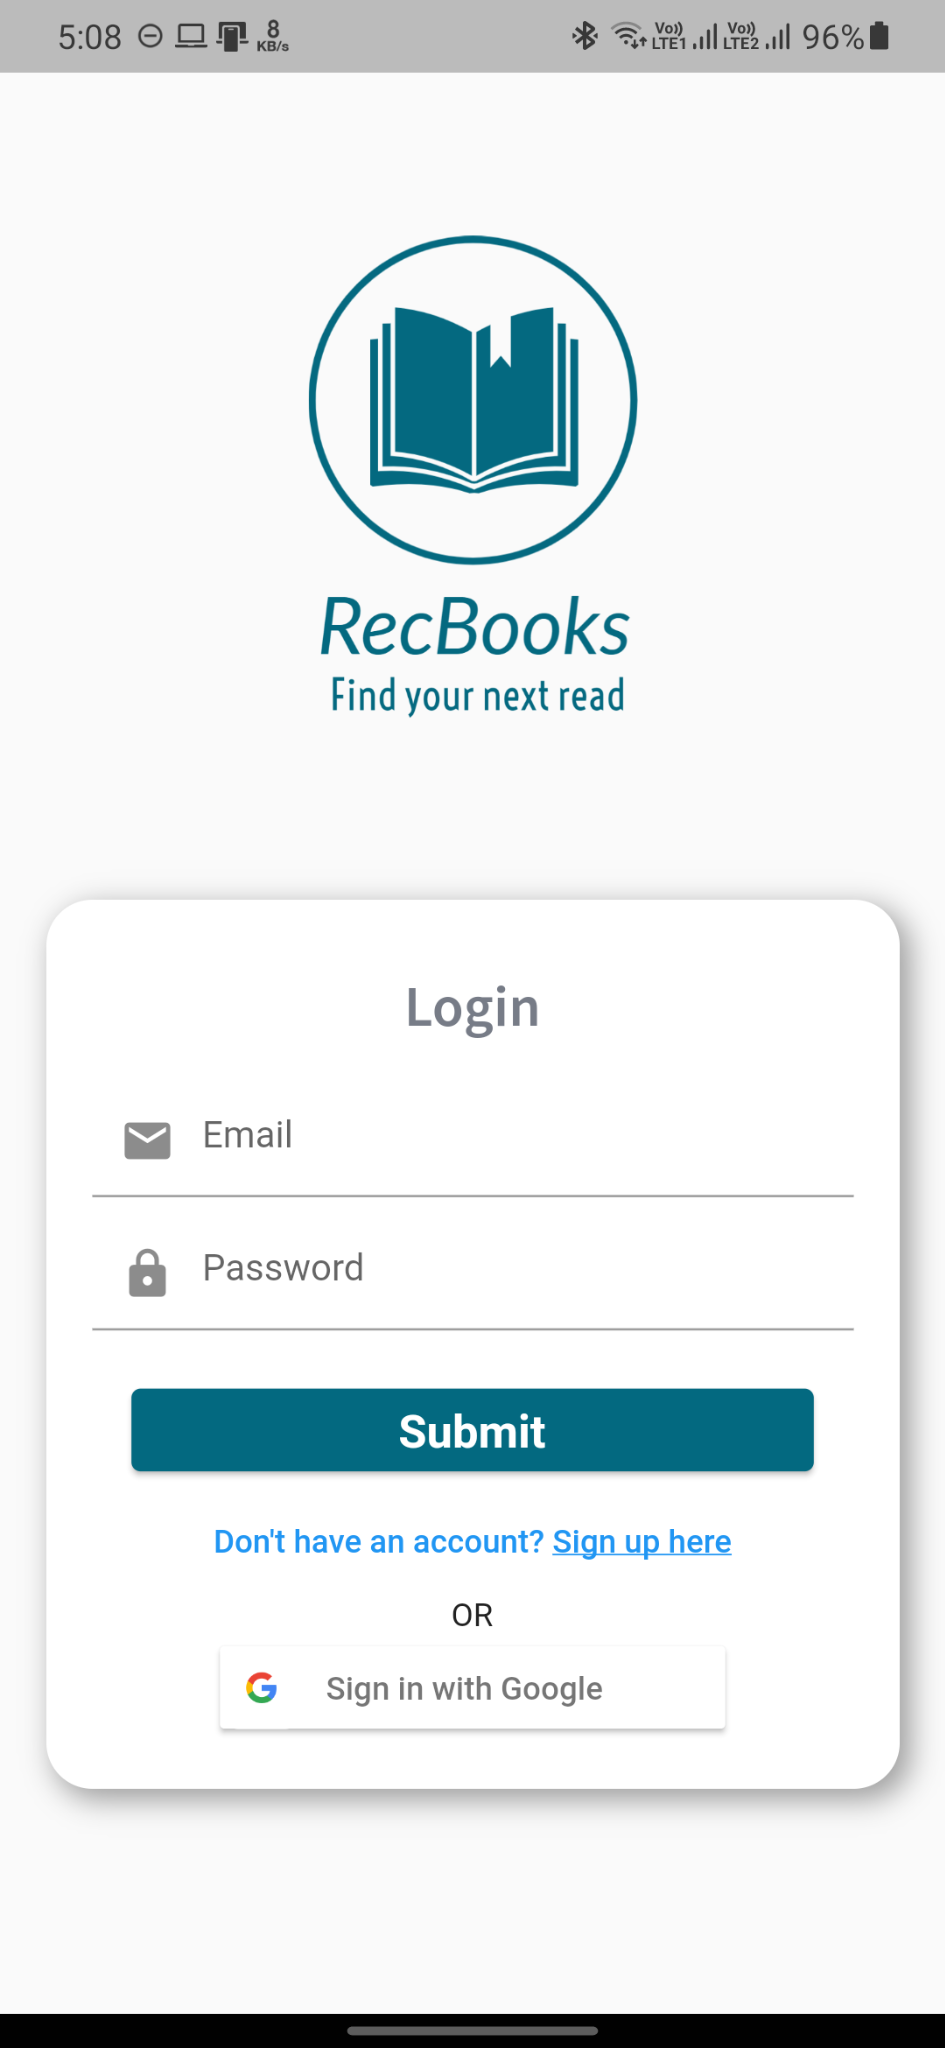 5:08 8 KB/s Vo)) LTE1 Vo)) LTE2 96%
RecBooks
Find your next read
Login
Email
Password
Submit
Don't have an account? Sign up here
OR
Sign in with Google